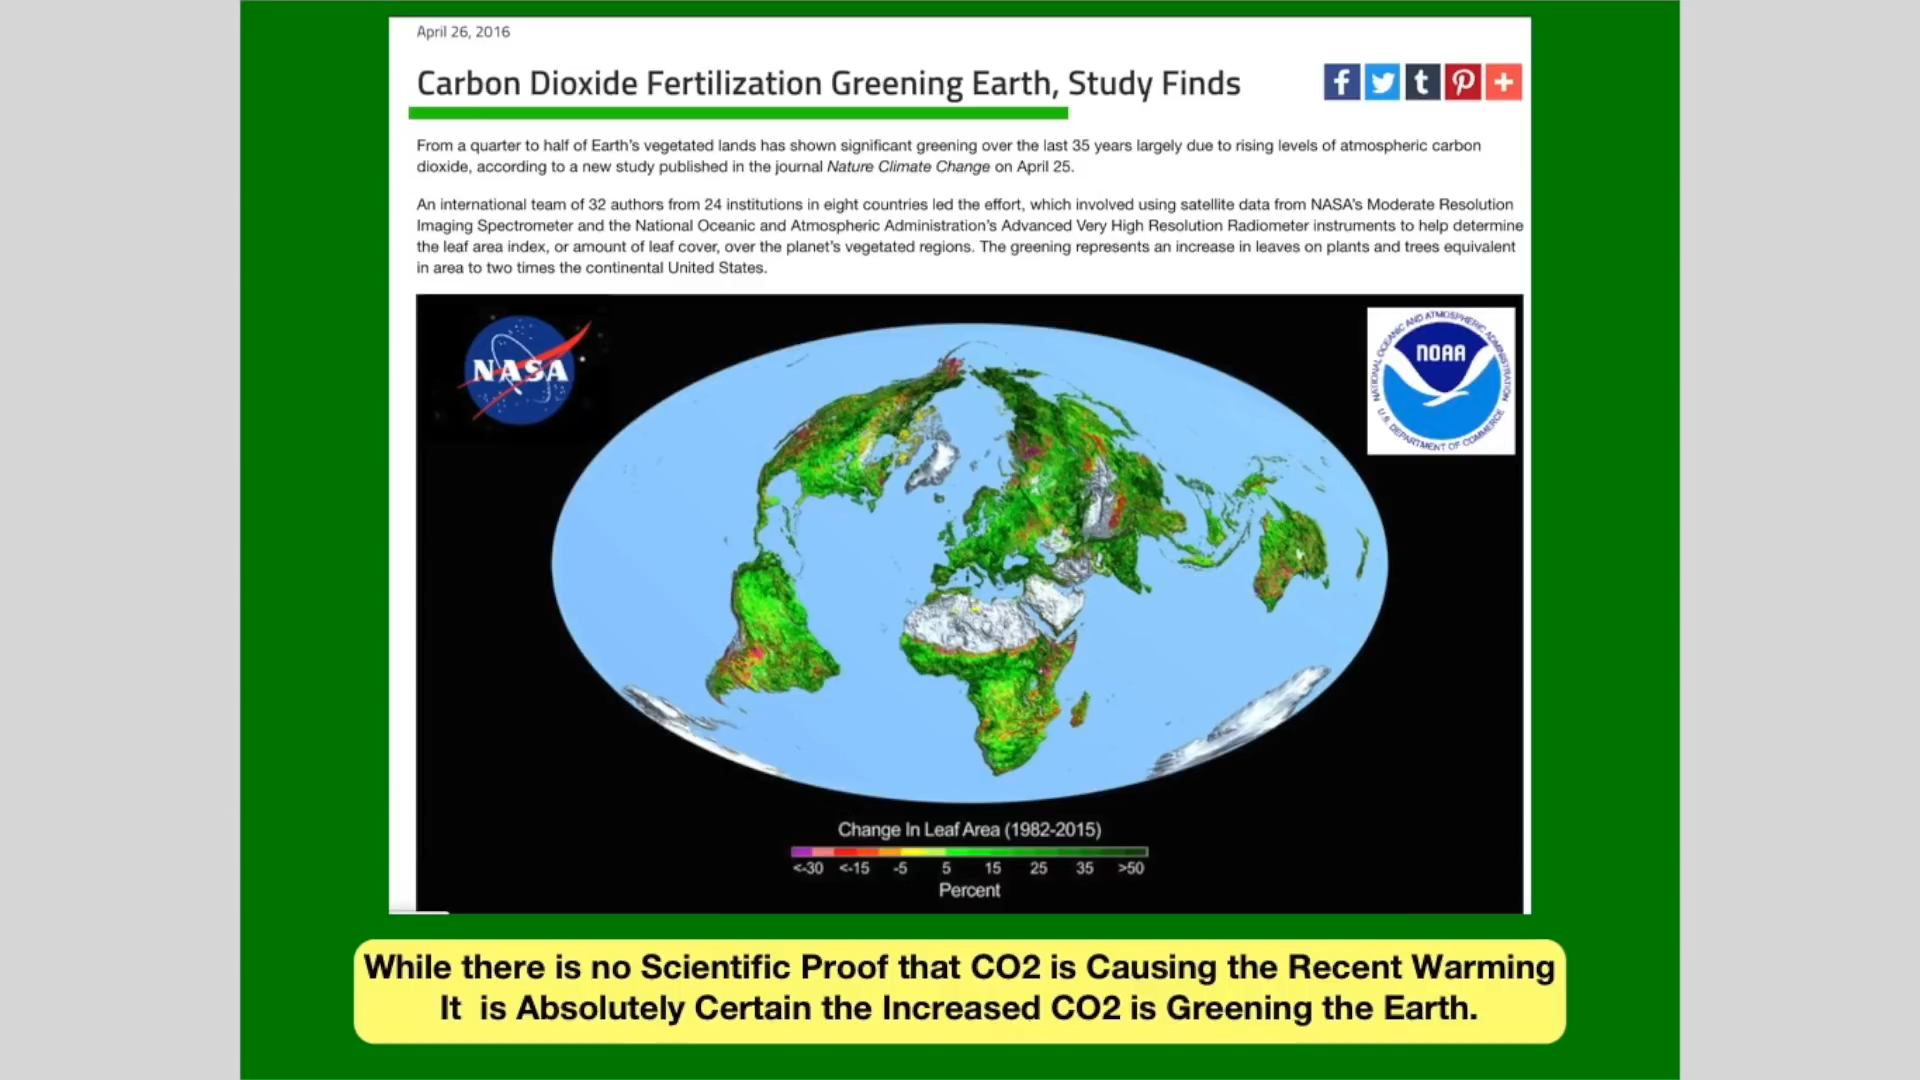 April 26, 2016
Carbon Dioxide Fertilization Greening Earth, Study Finds
From a quarter to half of Earth's vegetated lands has shown significant greening over the last 35 years largely due to rising levels of atmospheric carbon
dioxide, according to a new study published in the journal Nature Climate Change on April 25.
An international team of 32 authors from 24 institutions in eight countries led the effort, which involved using satellite data from NASA's Moderate Resolution
Imaging Spectrometer and the National Oceanic and Atmospheric Administration's Advanced Very High Resolution Radiometer instruments to help determine
the leaf area index, or amount of leaf cover, over the planet's vegetated regions. The greening represents an increase in leaves on plants and trees equivalent
in area to two times the continental United States.
NASA
NATIONAL OCEANIC AND ATMOSPHERIC ADMINISTRATION
NOAA
U.S. DEPARTMENT OF COMMERCE
Change In Leaf Area (1982-2015)
<-30 <-15 -5 5 15 25 35 >50
Percent
While there is no Scientific Proof that CO2 is Causing the Recent Warming
It is Absolutely Certain the Increased CO2 is Greening the Earth.